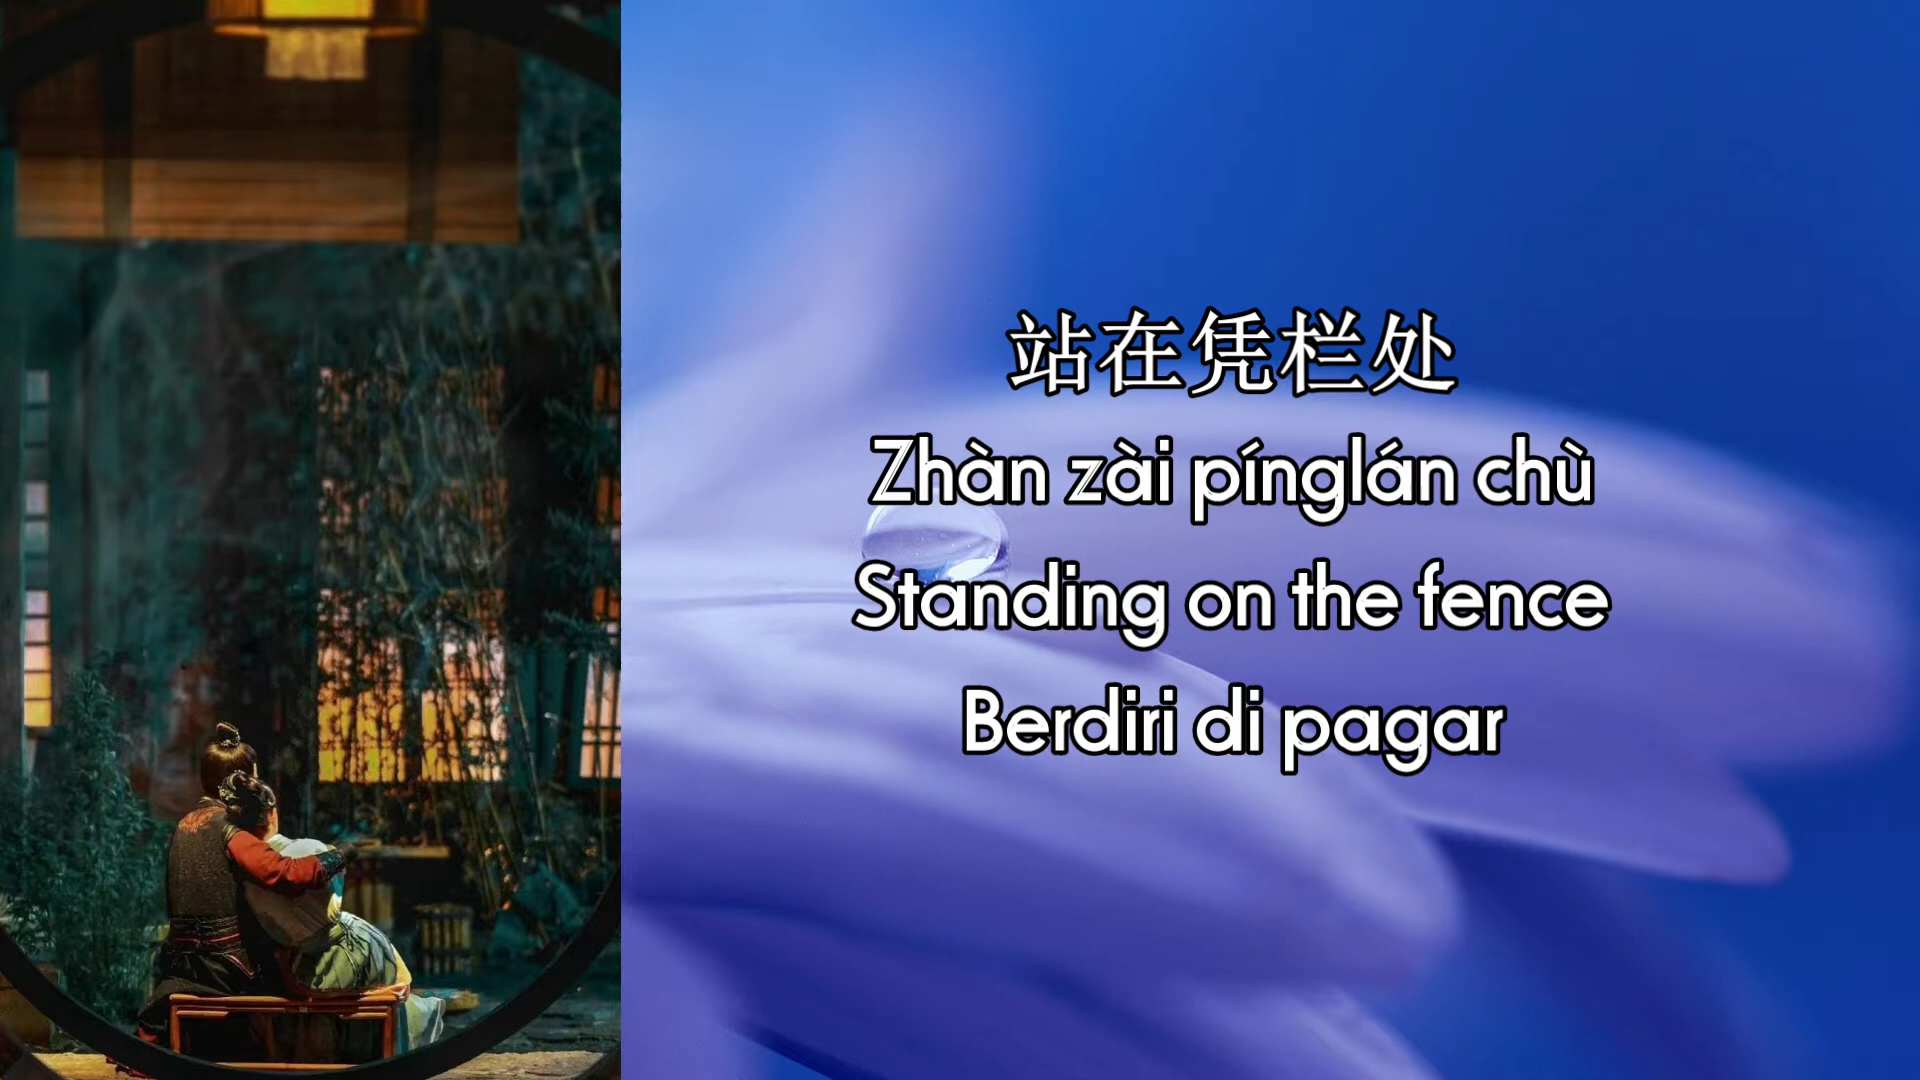 站在凭栏处
Zhàn zài pínglán chù
Standing on the fence
Berdiri di pagar